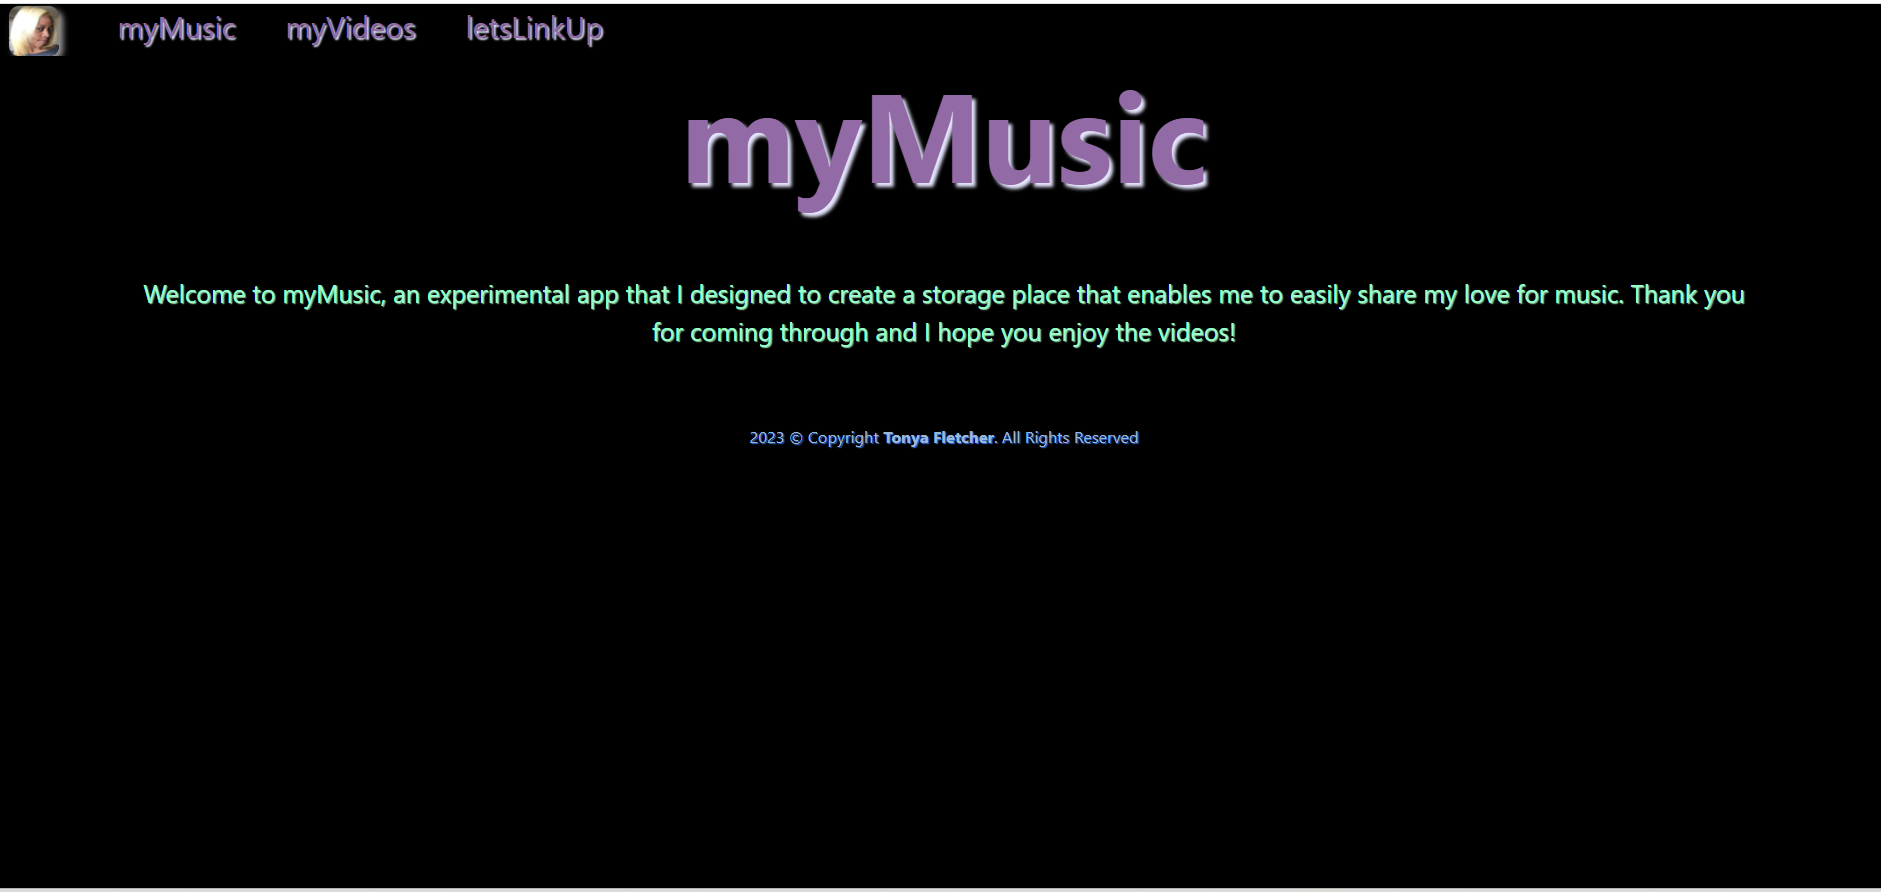 myMusic myVideos letsLinkUp
myMusic
Welcome to myMusic, an experimental app that I designed to create a storage place that enables me to easily share my love for music. Thank you
for coming through and I hope you enjoy the videos!
2023 © Copyright Tonya Fletcher. All Rights Reserved